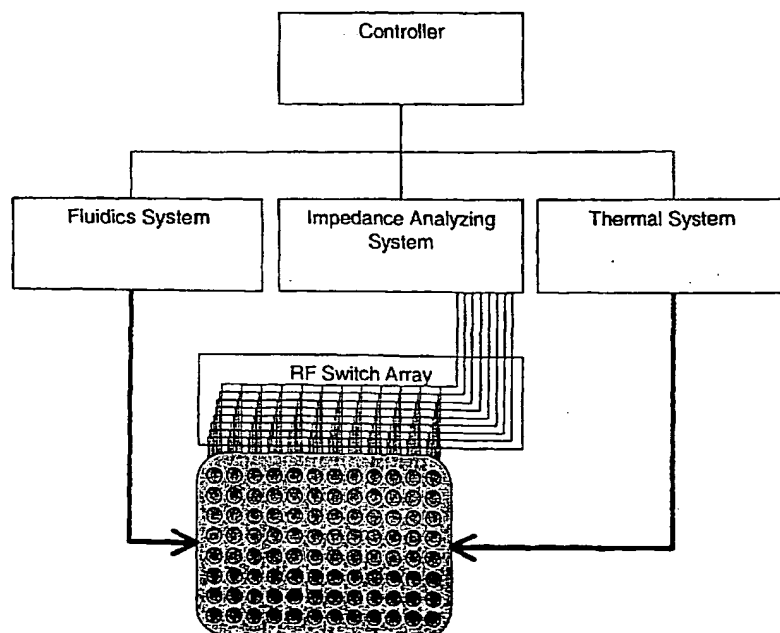 Controller
Fluidics System
Impedance Analyzing
System
Thermal System
RF Switch Array